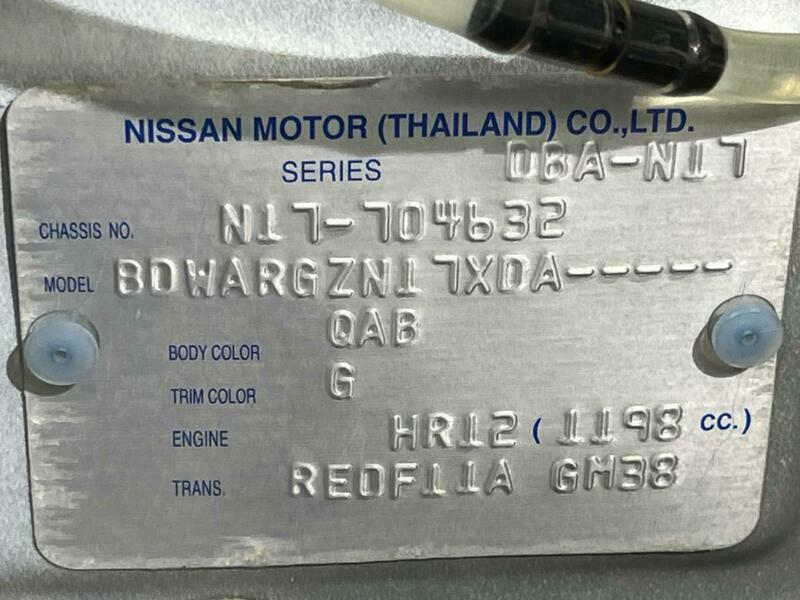 NISSAN MOTOR (THAILAND) CO.,LTD.
SERIES DBA-N17
CHASSIS NO. N17-704632
MODEL BDWARGZN17XDA-----
BODY COLOR QAB
TRIM COLOR G
ENGINE HR12 (1198 CC.)
TRANS. RE0F11A GM38